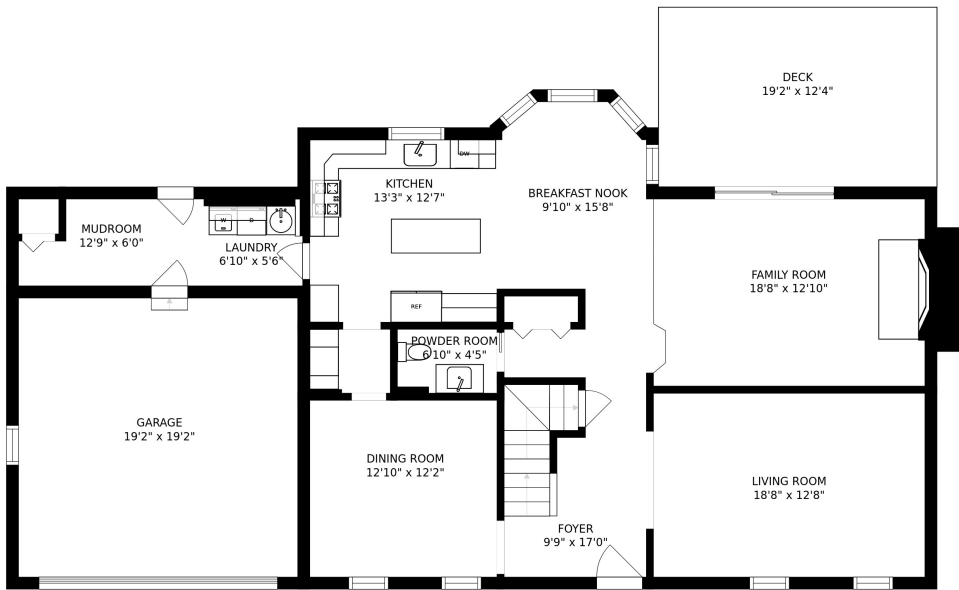 DECK
19'2" x 12'4"
DW
KITCHEN
13'3" x 12'7"
BREAKFAST NOOK
9'10" x 15'8"
MUDROOM
12'9" x 6'0"
W
D
LAUNDRY
6'10" x 5'6"
FAMILY ROOM
18'8" x 12'10"
REF
POWDER ROOM
6'10" x 4'5"
GARAGE
19'2" x 19'2"
DINING ROOM
12'10" x 12'2"
LIVING ROOM
18'8" x 12'8"
FOYER
9'9" x 17'0"